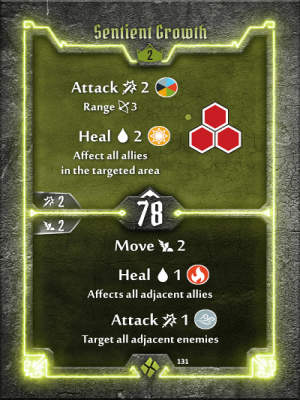 Sentient Growth
2
Attack 2
Range 3
Heal 2
Affect all allies
in the targeted area
2
78
2
Move 2
Heal 1
Affects all adjacent allies
Attack 1
Target all adjacent enemies
131